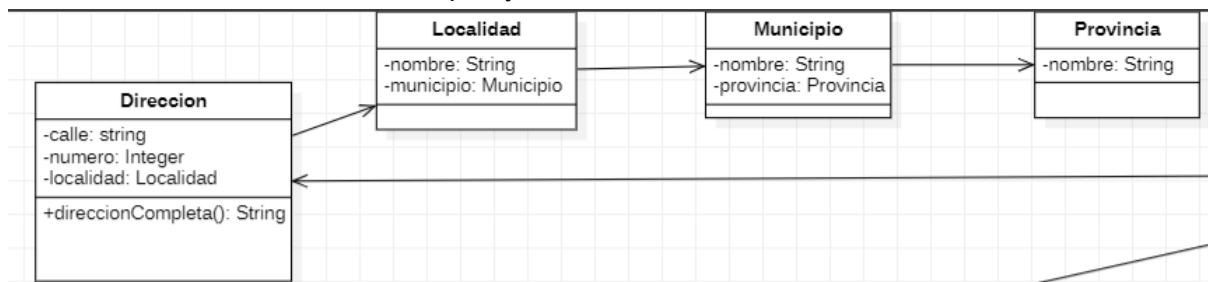 Localidad
-nombre: String
-municipio: Municipio
Municipio
-nombre: String
-provincia: Provincia
Provincia
-nombre: String
Direccion
-calle: string
-numero: Integer
-localidad: Localidad
+direccionCompleta(): String